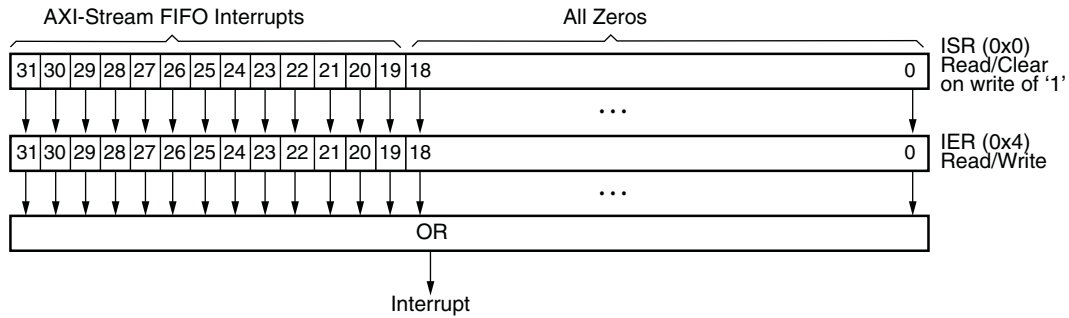 AXI-Stream FIFO Interrupts All Zeros
31 30 29 28 27 26 25 24 23 22 21 20 19 18 0 ISR (0x0)
Read/Clear
on write of ‘1’
...
31 30 29 28 27 26 25 24 23 22 21 20 19 18 0 IER (0x4)
Read/Write
...
OR
Interrupt